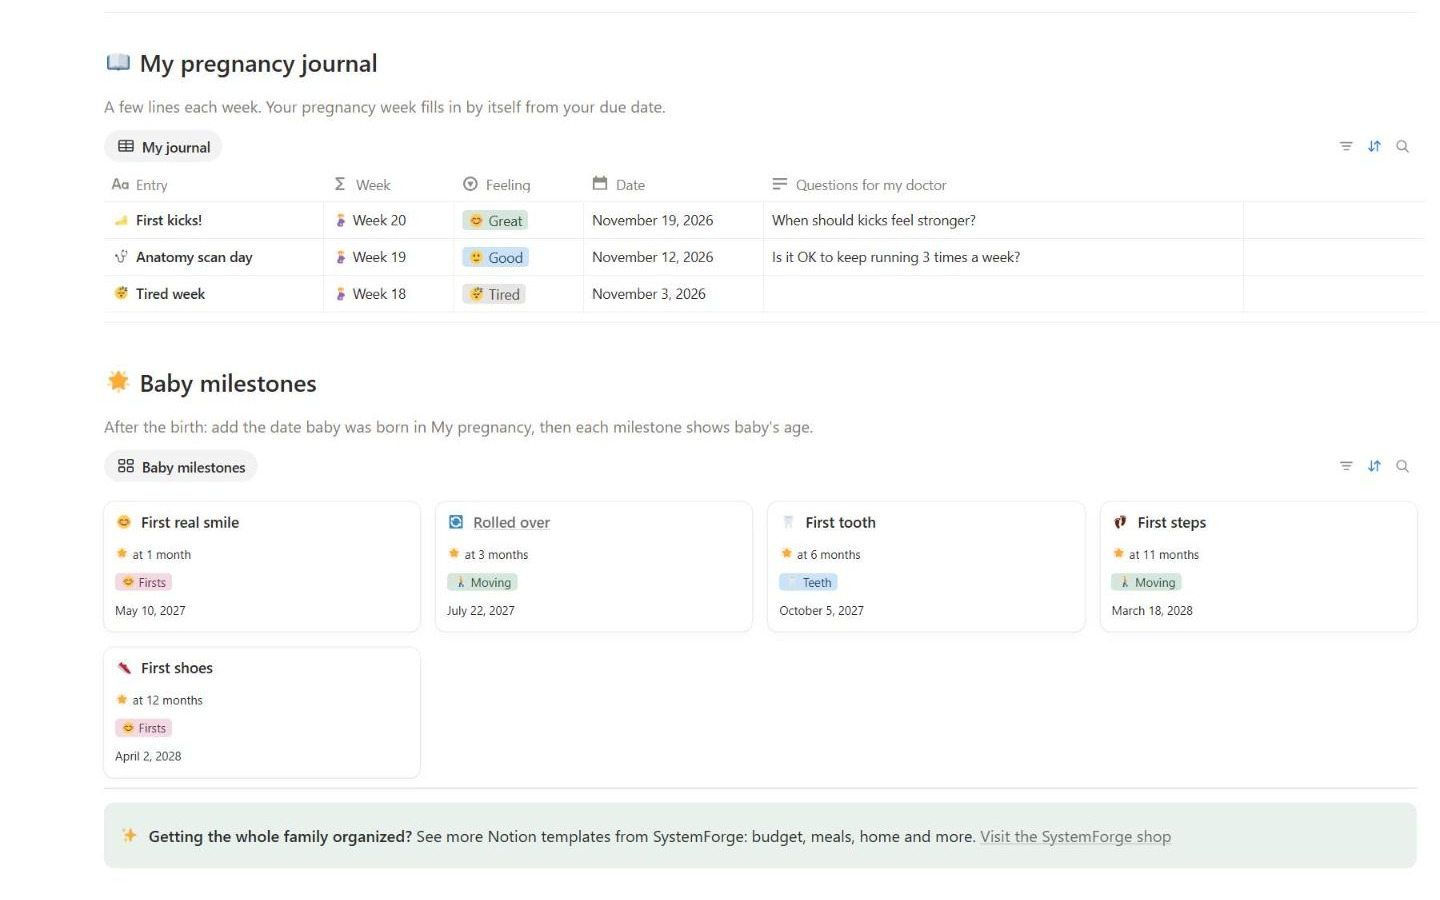 My pregnancy journal
A few lines each week. Your pregnancy week fills in by itself from your due date.
My journal
Aa Entry Week Feeling Date Questions for my doctor
First kicks! Week 20 Great November 19, 2026 When should kicks feel stronger?
Anatomy scan day Week 19 Good November 12, 2026 Is it OK to keep running 3 times a week?
Tired week Week 18 Tired November 3, 2026
Baby milestones
After the birth: add the date baby was born in My pregnancy, then each milestone shows baby's age.
Baby milestones
First real smile
at 1 month
Firsts
May 10, 2027
Rolled over
at 3 months
Moving
July 22, 2027
First tooth
at 6 months
Teeth
October 5, 2027
First steps
at 11 months
Moving
March 18, 2028
First shoes
at 12 months
Firsts
April 2, 2028
Getting the whole family organized? See more Notion templates from SystemForge: budget, meals, home and more. Visit the SystemForge shop